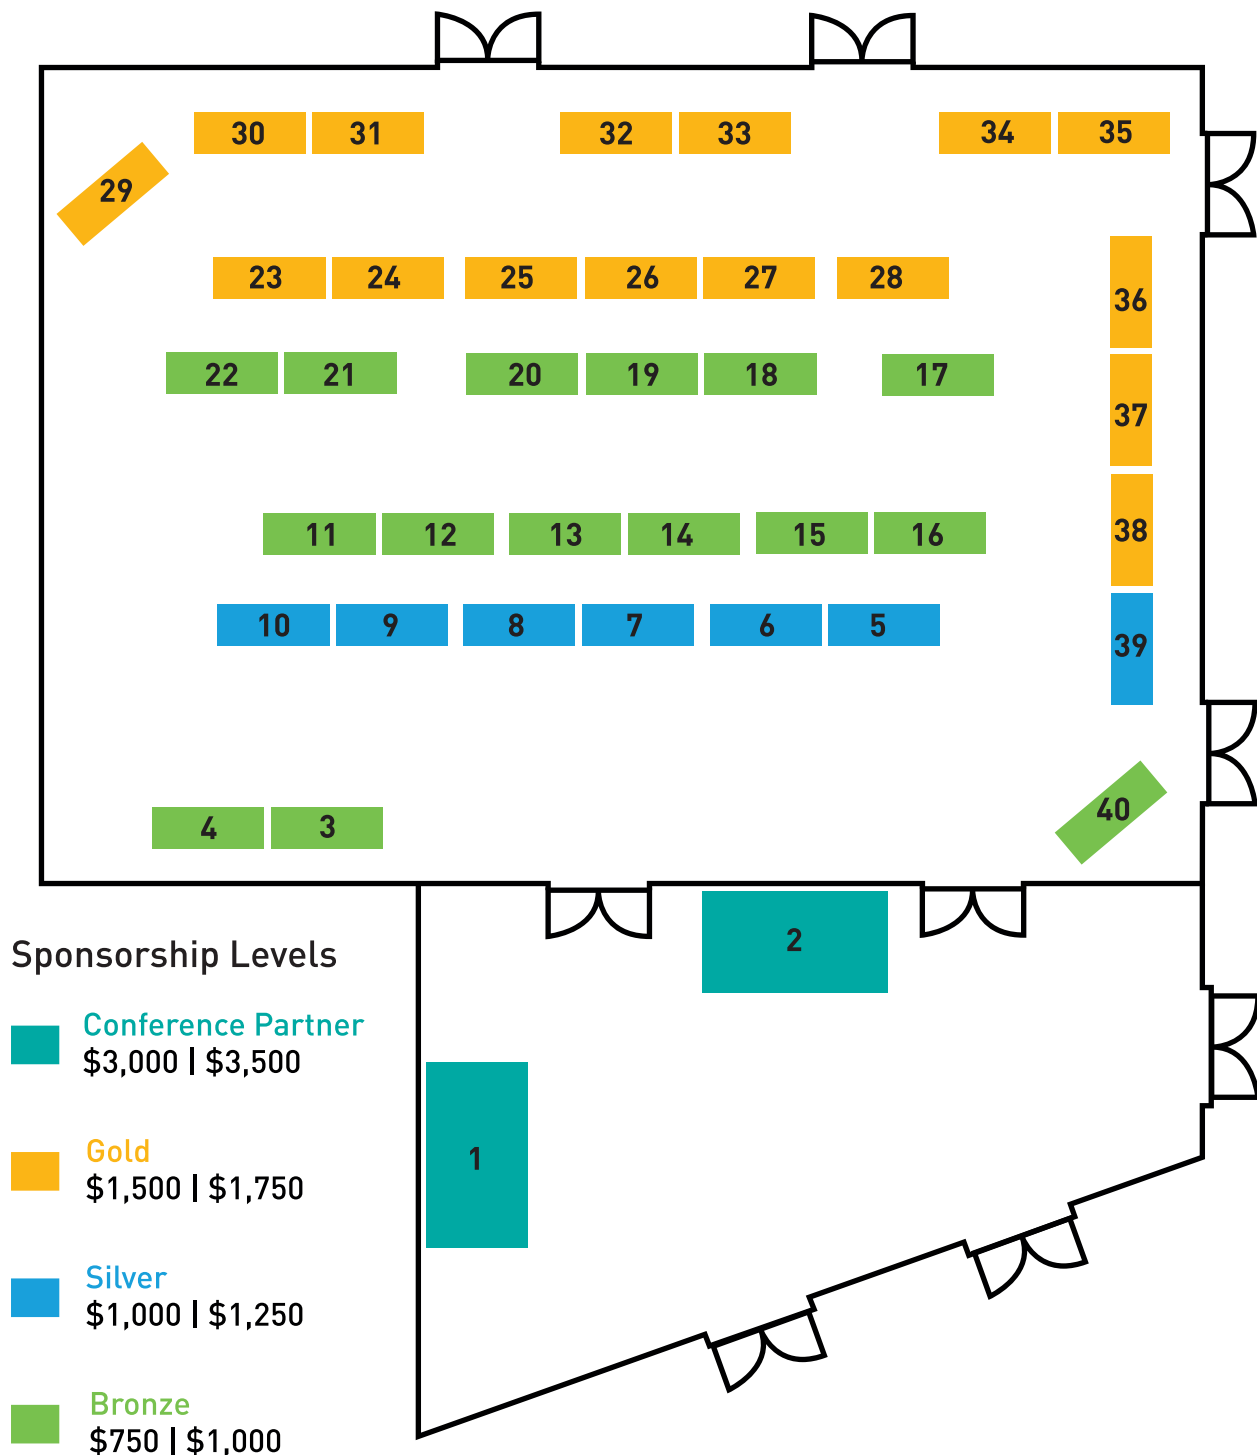 30 31 32 33 34 35
29
23 24 25 26 27 28
36
22 21 20 19 18 17
37
11 12 13 14 15 16
38
10 9 8 7 6 5
39
4 3
40
2
1
Sponsorship Levels
Conference Partner
$3,000 | $3,500
Gold
$1,500 | $1,750
Silver
$1,000 | $1,250
Bronze
$750 | $1,000